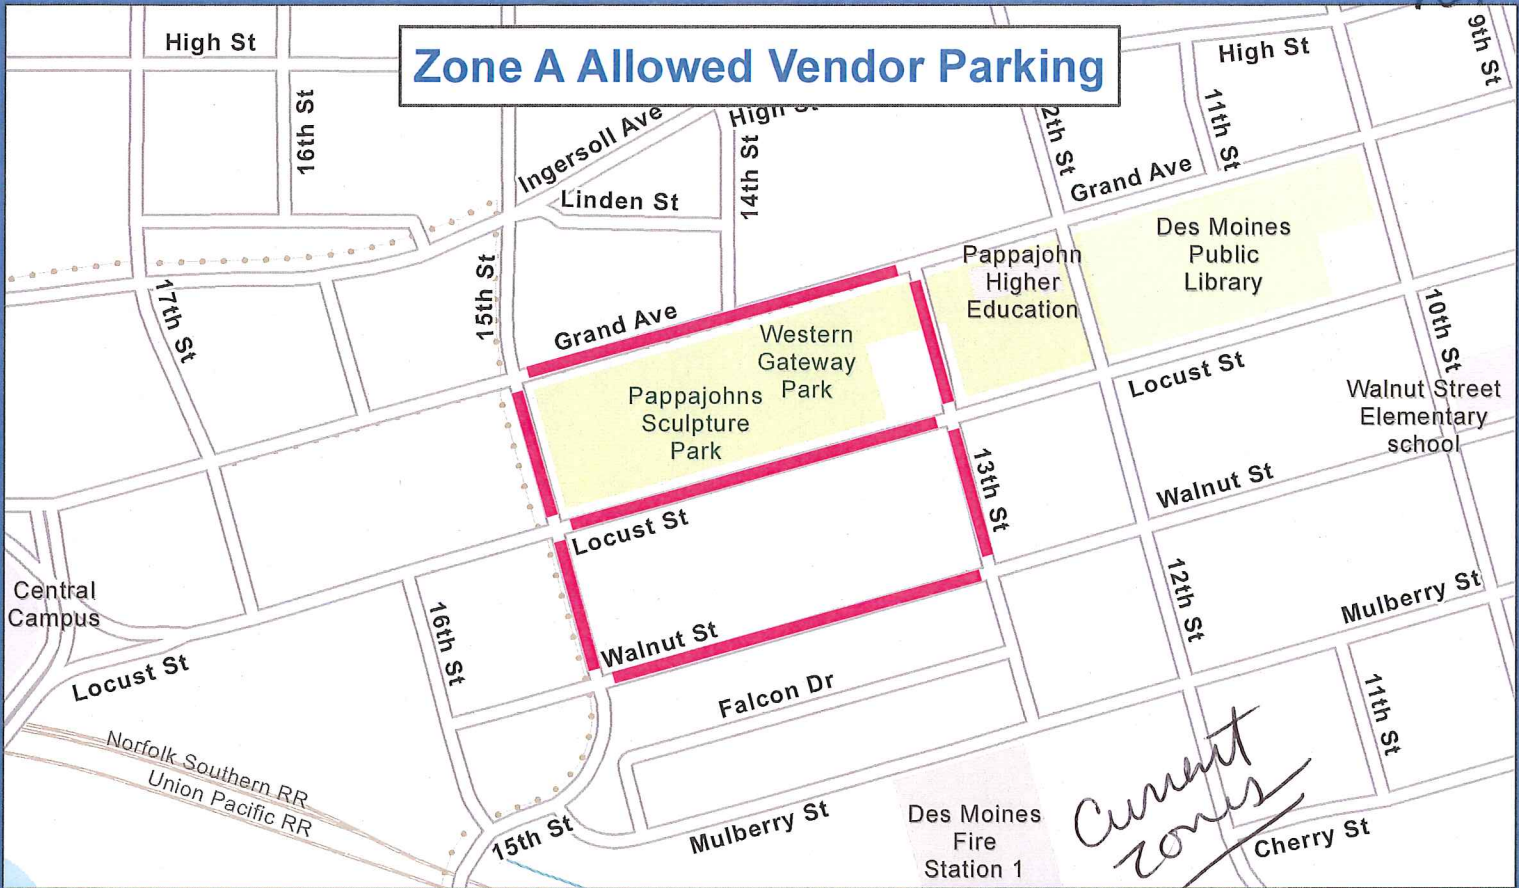 Zone A Allowed Vendor Parking
High St
High St
9th St
16th St
Ingersoll Ave
High St
14th St
2th St
11th St
Grand Ave
Linden St
Des Moines
Public
Library
Pappajohn
Higher
Education
15th St
17th St
Grand Ave
Western
Gateway
Park
10th St
Pappajohns
Sculpture
Park
Locust St
Walnut Street
Elementary
school
13th St
Walnut St
Locust St
Central
Campus
16th St
12th St
Mulberry St
Walnut St
Locust St
Falcon Dr
11th St
Norfolk Southern RR
Union Pacific RR
Current
zones
15th St
Mulberry St
Des Moines
Fire
Station 1
Cherry St